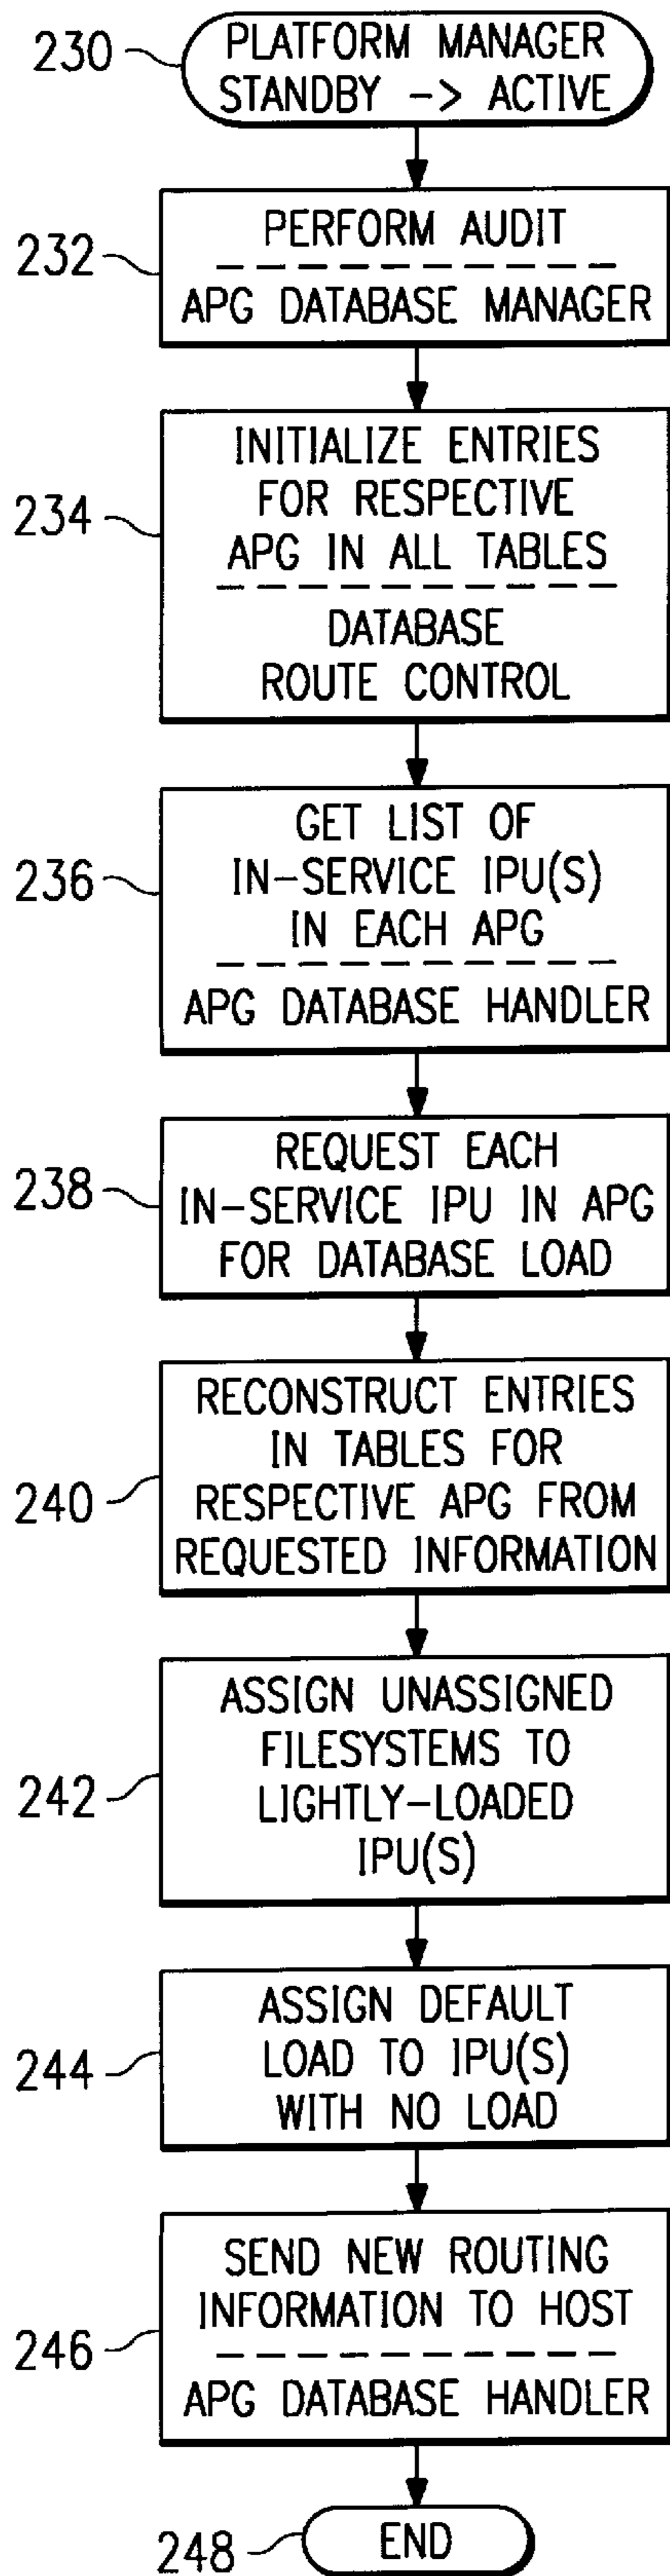 230
PLATFORM MANAGER
STANDBY -> ACTIVE
232
PERFORM AUDIT
APG DATABASE MANAGER
234
INITIALIZE ENTRIES
FOR RESPECTIVE
APG IN ALL TABLES
DATABASE
ROUTE CONTROL
236
GET LIST OF
IN-SERVICE IPU(S)
IN EACH APG
APG DATABASE HANDLER
238
REQUEST EACH
IN-SERVICE IPU IN APG
FOR DATABASE LOAD
240
RECONSTRUCT ENTRIES
IN TABLES FOR
RESPECTIVE APG FROM
REQUESTED INFORMATION
242
ASSIGN UNASSIGNED
FILESYSTEMS TO
LIGHTLY-LOADED
IPU(S)
244
ASSIGN DEFAULT
LOAD TO IPU(S)
WITH NO LOAD
246
SEND NEW ROUTING
INFORMATION TO HOST
APG DATABASE HANDLER
248
END